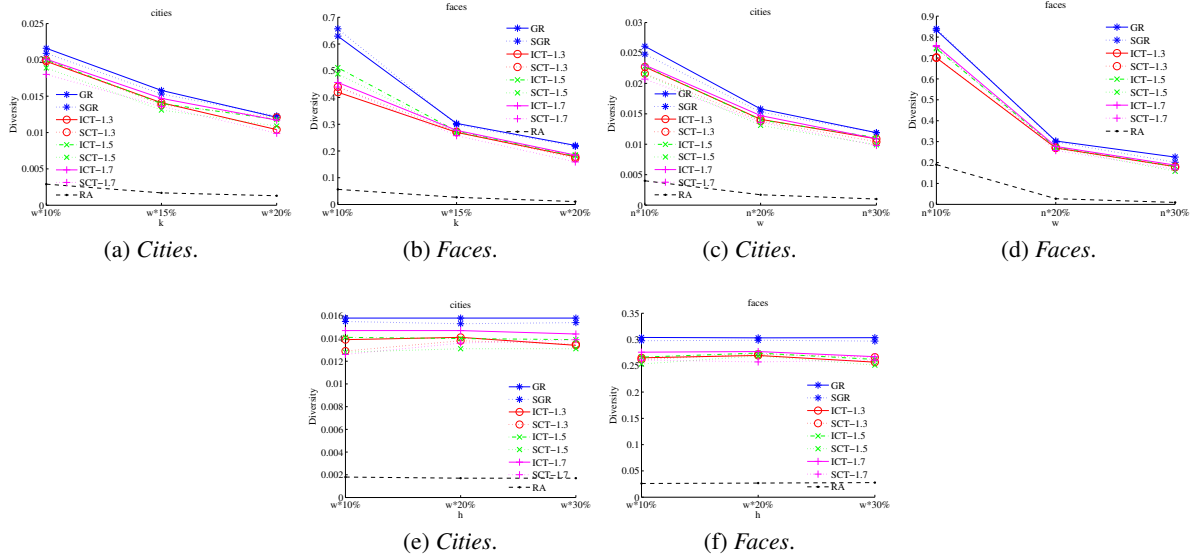 cities
0.025
0.02
0.015
0.01
0.005
0
Diversity
w*10%
w*15%
w*20%
k
GR
SGR
ICT−1.3
SCT−1.3
ICT−1.5
SCT−1.5
ICT−1.7
SCT−1.7
RA
(a) Cities.
faces
0.7
0.6
0.5
0.4
0.3
0.2
0.1
0
Diversity
w*10%
w*15%
w*20%
k
GR
SGR
ICT−1.3
SCT−1.3
ICT−1.5
SCT−1.5
ICT−1.7
SCT−1.7
RA
(b) Faces.
cities
0.03
0.025
0.02
0.015
0.01
0.005
0
Diversity
n*10%
n*20%
n*30%
w
GR
SGR
ICT−1.3
SCT−1.3
ICT−1.5
SCT−1.5
ICT−1.7
SCT−1.7
RA
(c) Cities.
faces
0.9
0.8
0.7
0.6
0.5
0.4
0.3
0.2
0.1
0
Diversity
n*10%
n*20%
n*30%
w
GR
SGR
ICT−1.3
SCT−1.3
ICT−1.5
SCT−1.5
ICT−1.7
SCT−1.7
RA
(d) Faces.
cities
0.016
0.014
0.012
0.01
0.008
0.006
0.004
0.002
0
Diversity
w*10%
w*20%
w*30%
h
GR
SGR
ICT−1.3
SCT−1.3
ICT−1.5
SCT−1.5
ICT−1.7
SCT−1.7
RA
(e) Cities.
faces
0.35
0.3
0.25
0.2
0.15
0.1
0.05
0
Diversity
w*10%
w*20%
w*30%
h
GR
SGR
ICT−1.3
SCT−1.3
ICT−1.5
SCT−1.5
ICT−1.7
SCT−1.7
RA
(f) Faces.